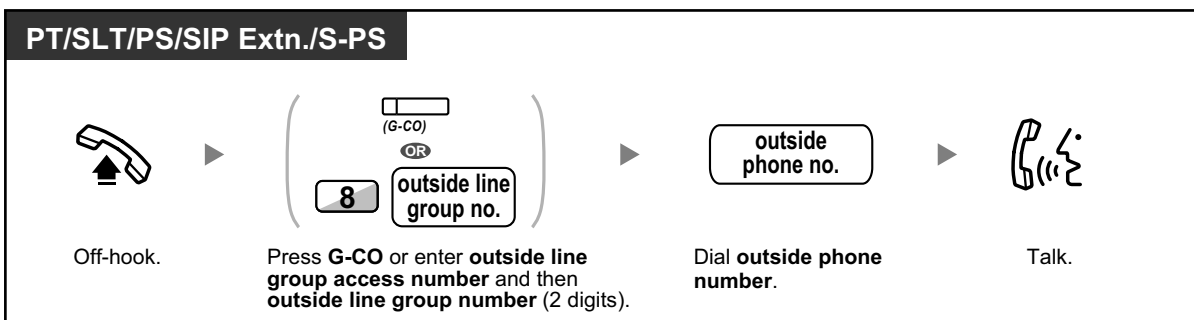 PT/SLT/PS/SIP Extn./S-PS
(G-CO)
OR
8
outside line
group no.
outside
phone no.
Off-hook.
Press G-CO or enter outside line
group access number and then
outside line group number (2 digits).
Dial outside phone
number.
Talk.